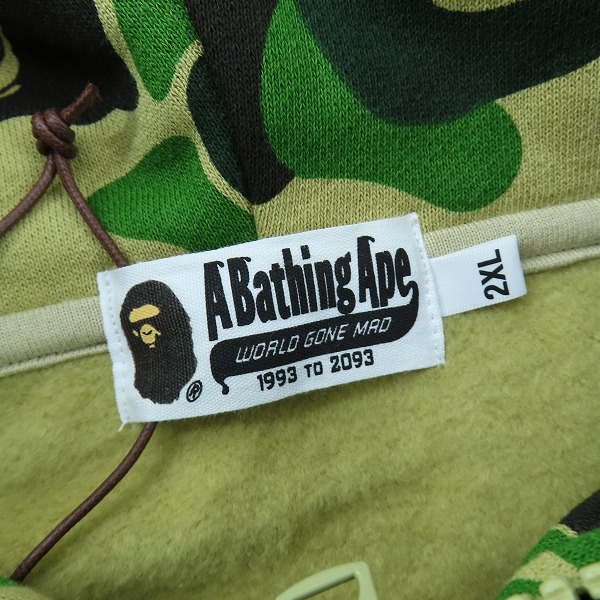 A Bathing Ape
WORLD GONE MAD
1993 TO 2093
®
2XL